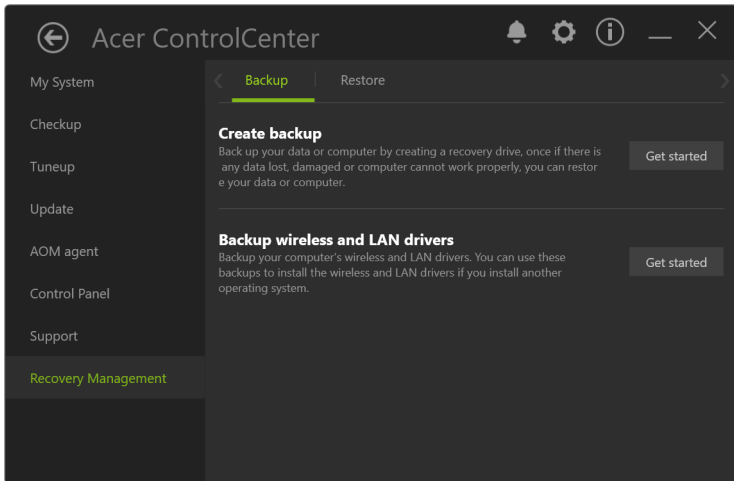 Acer ControlCenter
My System
Checkup
Tuneup
Update
AOM agent
Control Panel
Support
Recovery Management
Backup
Restore
Create backup
Back up your data or computer by creating a recovery drive, once if there is
any data lost, damaged or computer cannot work properly, you can restor
e your data or computer.
Get started
Backup wireless and LAN drivers
Backup your computer's wireless and LAN drivers. You can use these
backups to install the wireless and LAN drivers if you install another
operating system.
Get started